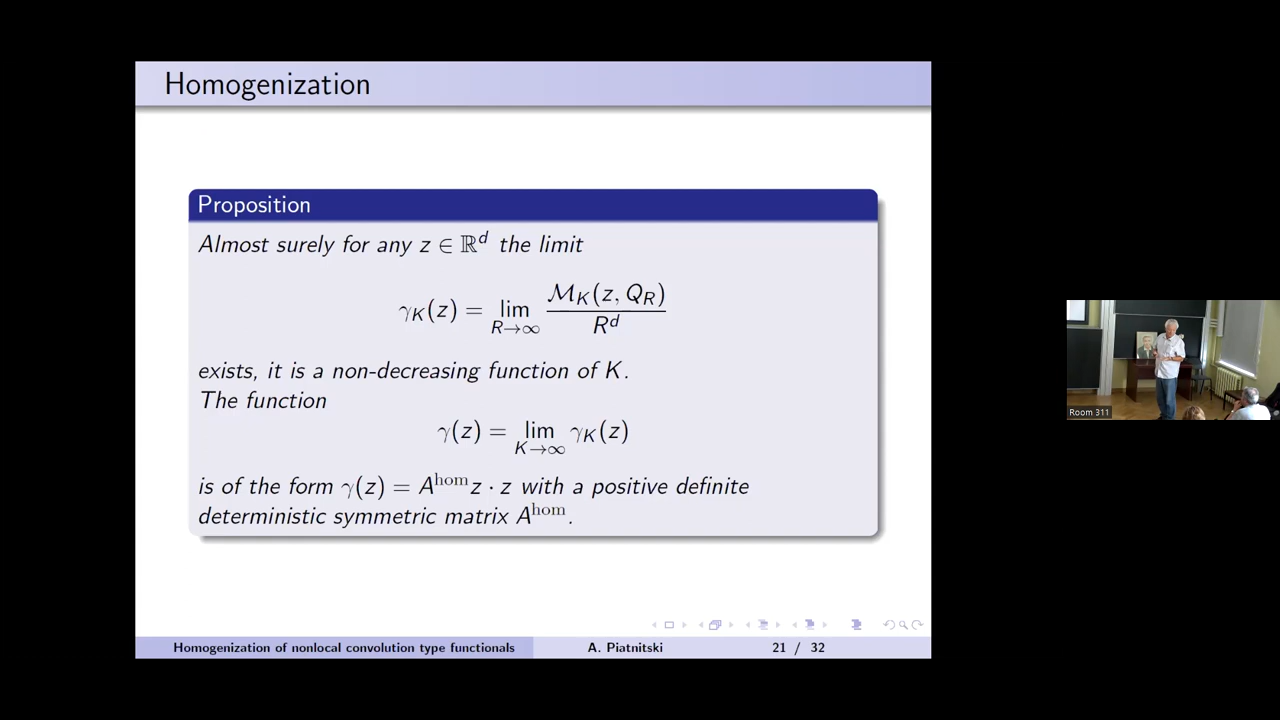 Homogenization
Proposition
Almost surely for any z ∈ ℝᵈ the limit
γ_K(z) = lim_{R→∞} 𝓜_K(z, Q_R) / Rᵈ
exists, it is a non-decreasing function of K.
The function
γ(z) = lim_{K→∞} γ_K(z)
is of the form γ(z) = A^hom z · z with a positive definite
deterministic symmetric matrix A^hom.
Homogenization of nonlocal convolution type functionals
A. Piatnitski
21 / 32
Room 311